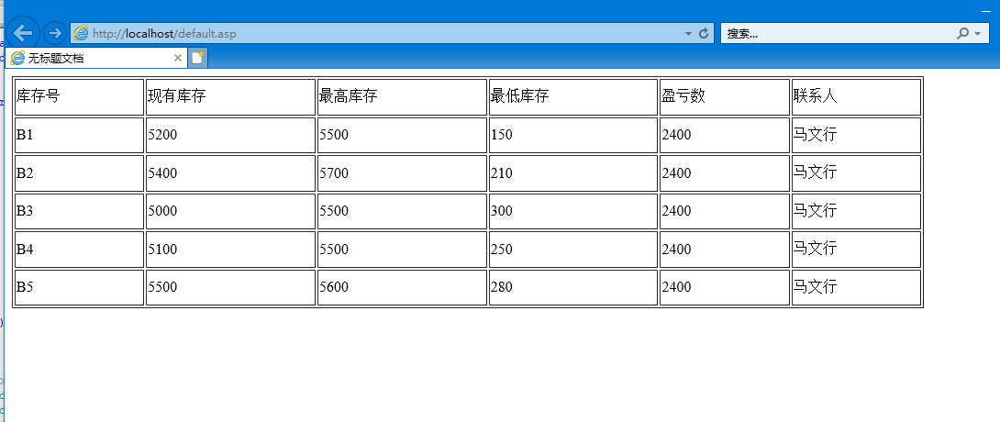 http://localhost/default.asp
搜索...
无标题文档
库存号 现有库存 最高库存 最低库存 盈亏数 联系人
B1 5200 5500 150 2400 马文行
B2 5400 5700 210 2400 马文行
B3 5000 5500 300 2400 马文行
B4 5100 5500 250 2400 马文行
B5 5500 5600 280 2400 马文行